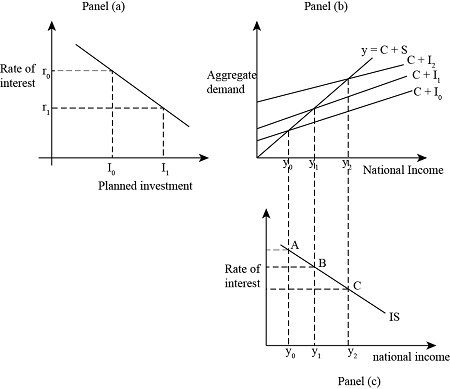 Panel (a)
Rate of
interest
r₀
r₁
I₀
I₁
Planned investment
Panel (b)
Aggregate
demand
y = C + S
C + I₂
C + I₁
C + I₀
y₀
y₁
y₂
National Income
Rate of
interest
A
B
C
IS
y₀
y₁
y₂
national income
Panel (c)